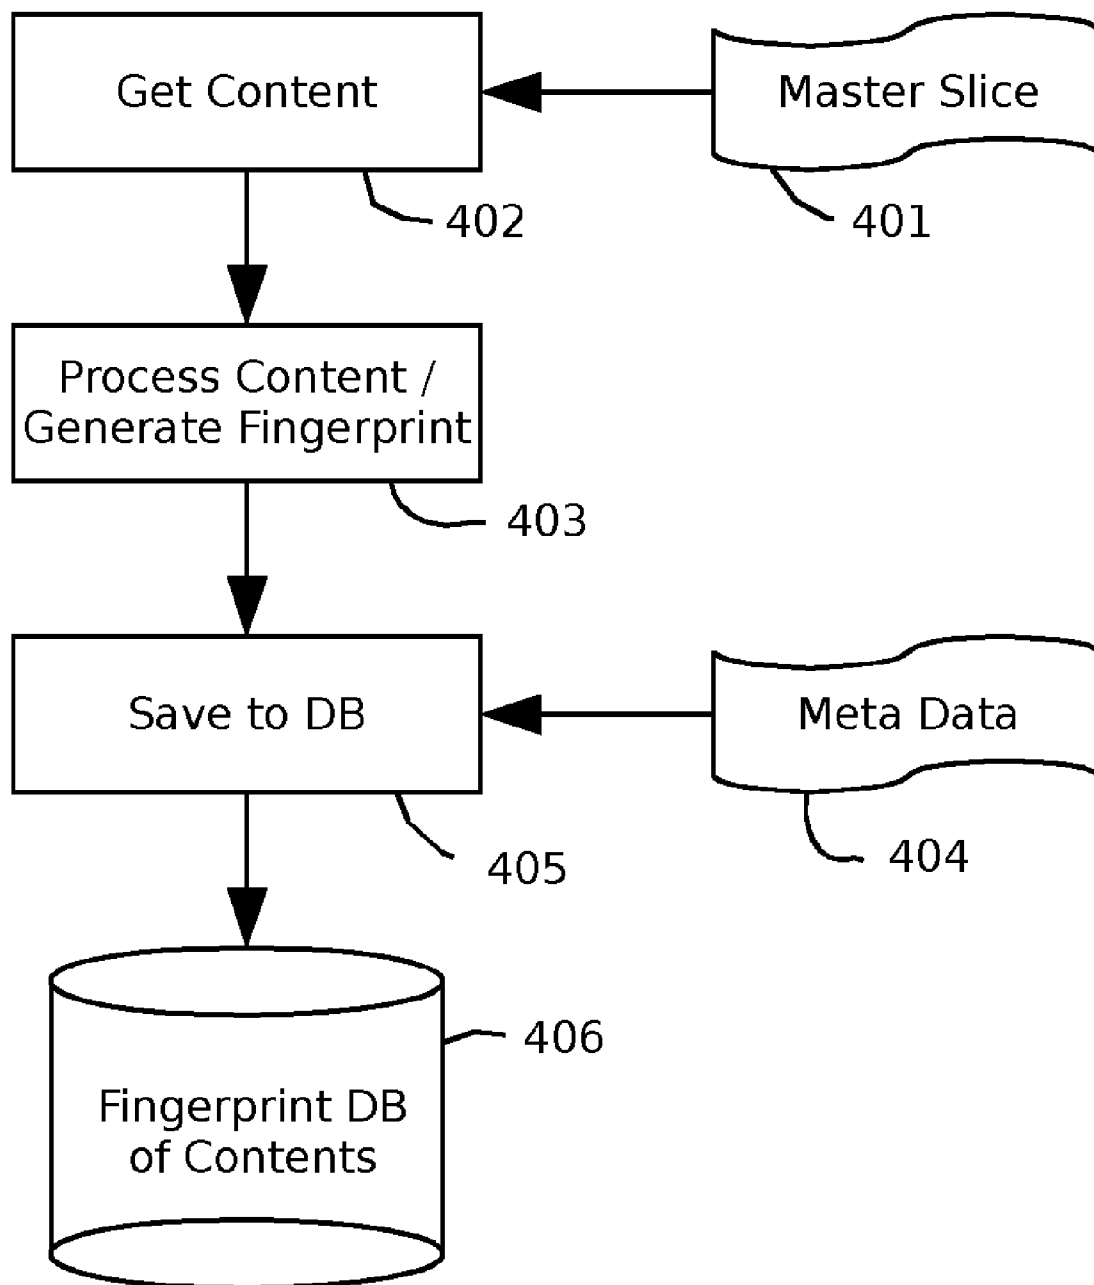 Get Content
Master Slice
402
401
Process Content /
Generate Fingerprint
403
Save to DB
Meta Data
405
404
406
Fingerprint DB
of Contents